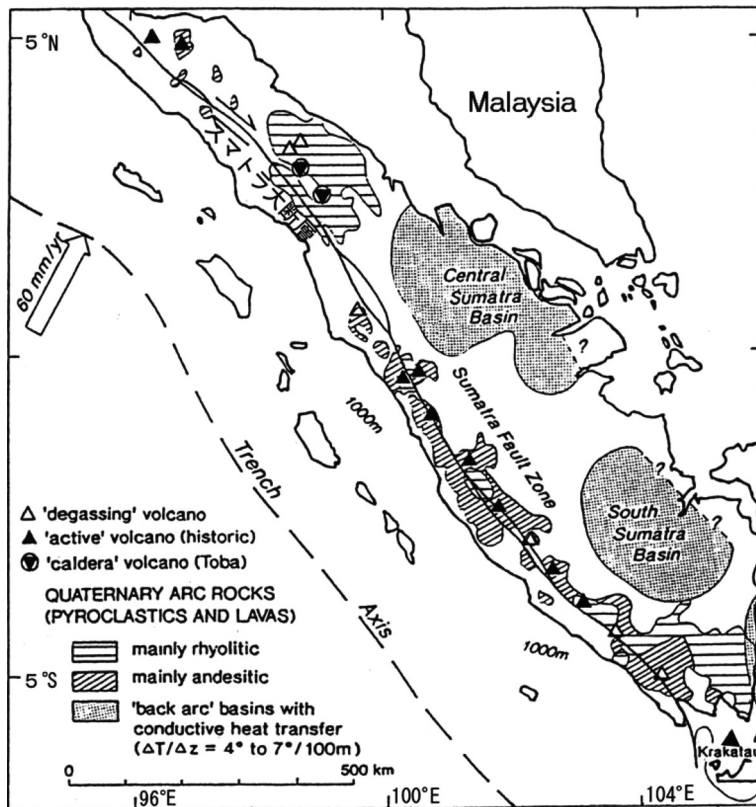 5°N
Malaysia
スマトラ大断層
60 mm/yr
Central
Sumatra
Basin
?
1000m
Sumatra Fault Zone
Trench
Axis
?
South
Sumatra
Basin
?
△ 'degassing' volcano
▲ 'active' volcano (historic)
'caldera' volcano (Toba)
QUATERNARY ARC ROCKS
(PYROCLASTICS AND LAVAS)
mainly rhyolitic
mainly andesitic
'back arc' basins with
conductive heat transfer
(ΔT/Δz = 4° to 7°/100m)
1000m
5°S
Krakatau
0
500 km
96°E
100°E
104°E